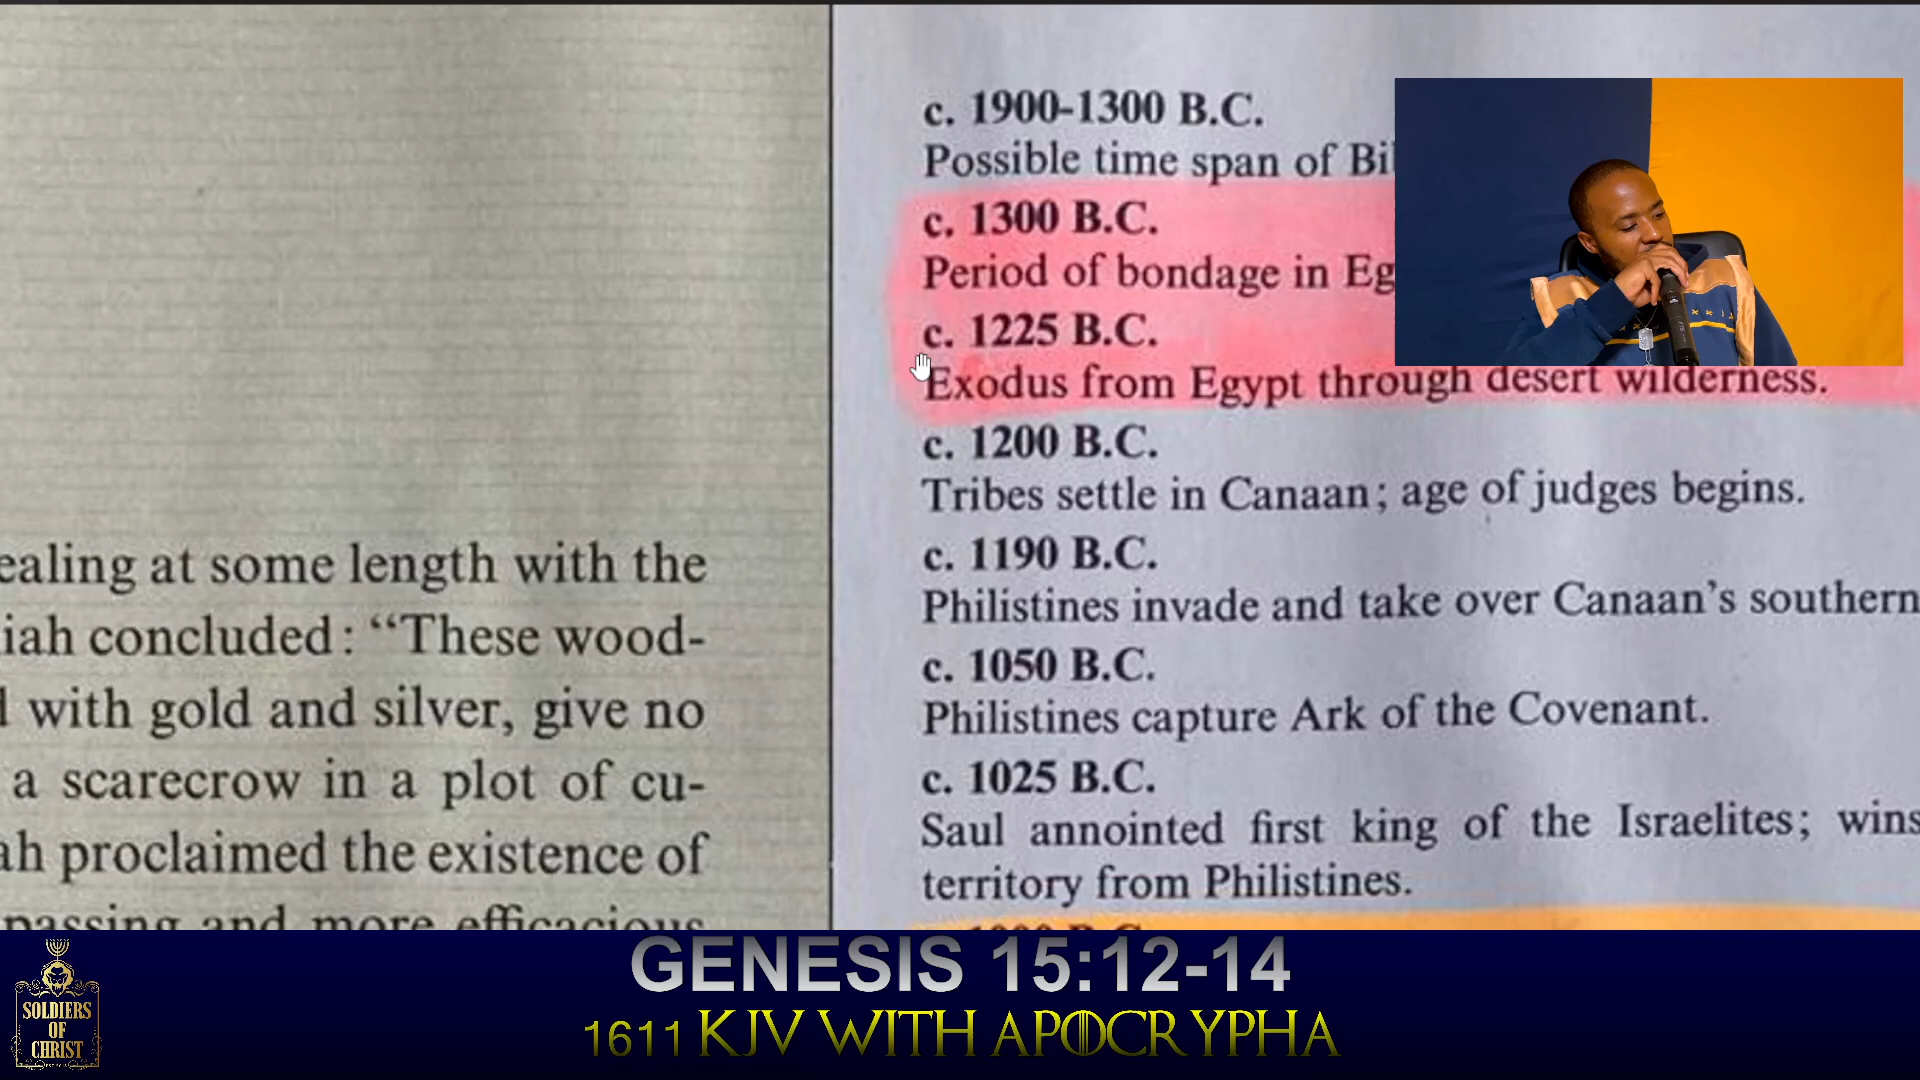 ealing at some length with the
iah concluded: “These wood-
with gold and silver, give no
a scarecrow in a plot of cu-
ah proclaimed the existence of
passing and more efficacious
c. 1900-1300 B.C.
Possible time span of Bi
c. 1300 B.C.
Period of bondage in Eg
c. 1225 B.C.
Exodus from Egypt through desert wilderness.
c. 1200 B.C.
Tribes settle in Canaan; age of judges begins.
c. 1190 B.C.
Philistines invade and take over Canaan’s southern
c. 1050 B.C.
Philistines capture Ark of the Covenant.
c. 1025 B.C.
Saul annointed first king of the Israelites; wins
territory from Philistines.
GENESIS 15:12-14
1611 KJV WITH APOCRYPHA
SOLDIERS
OF
CHRIST